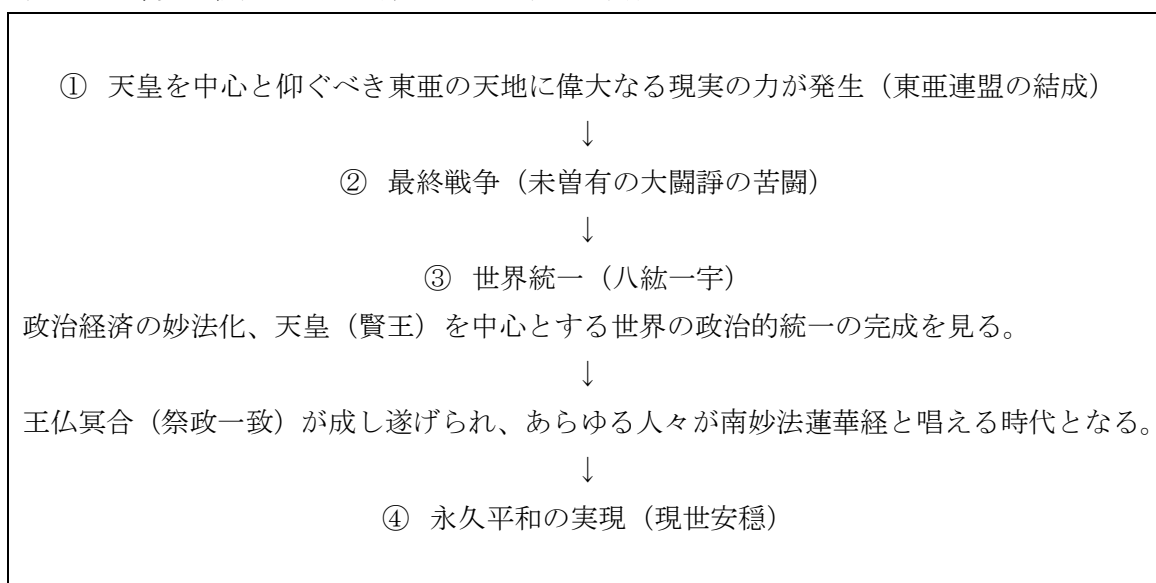 ① 天皇を中心と仰ぐべき東亜の天地に偉大なる現実の力が発生（東亜連盟の結成）
↓
② 最終戦争（未曽有の大闘諍の苦闘）
↓
③ 世界統一（八紘一宇）
政治経済の妙法化、天皇（賢王）を中心とする世界の政治的統一の完成を見る。
↓
王仏冥合（祭政一致）が成し遂げられ、あらゆる人々が南妙法蓮華経と唱える時代となる。
↓
④ 永久平和の実現（現世安穏）